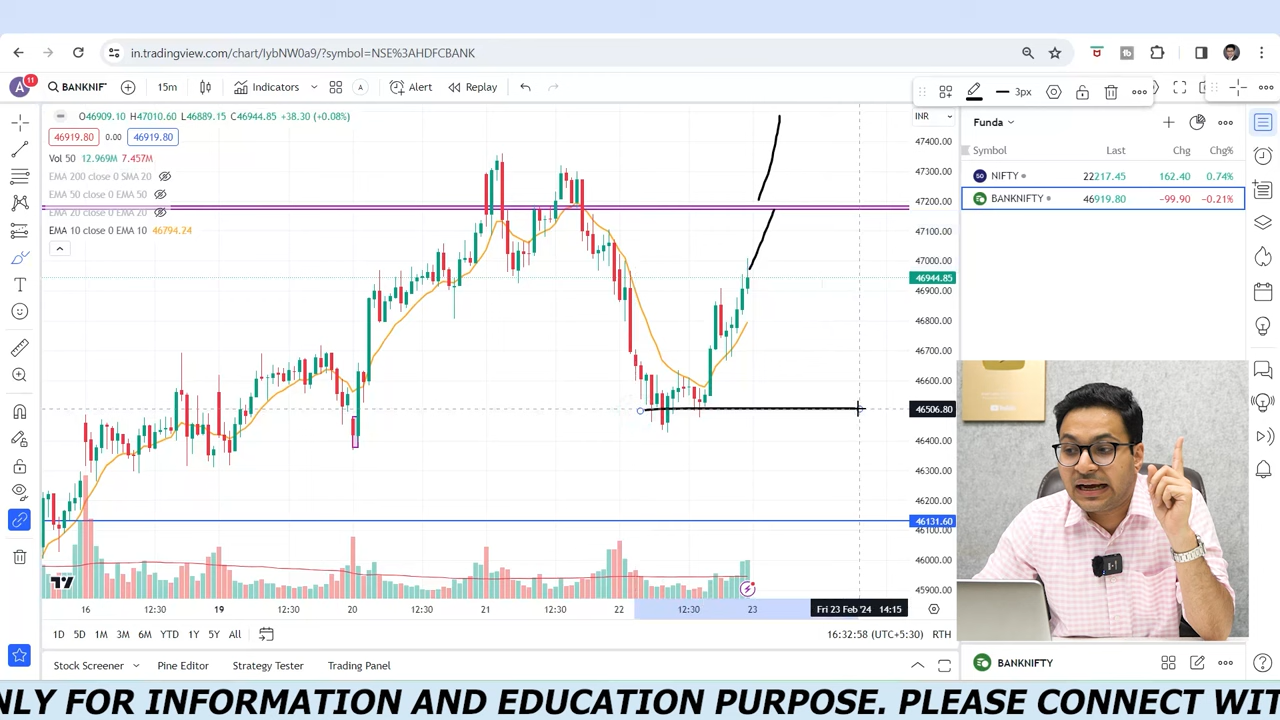 in.tradingview.com/chart/IybNW0a9/?symbol=NSE%3AHDFCBANK
A 11 BANKNIF 15m Indicators A Alert Replay 3px
O46909.10 H47010.60 L46889.15 C46944.85 +38.30 (+0.08%) INR
46919.80 0.00 46919.80
Vol 50 12.969M 7.457M
EMA 200 close 0 SMA 20
EMA 50 close 0 EMA 50
EMA 20 close 0 EMA 20
EMA 10 close 0 EMA 10 46794.24
47400.00
47300.00
47200.00
47100.00
47000.00
46944.85
46900.00
46800.00
46700.00
46600.00
46506.80
46400.00
46300.00
46200.00
46131.60
46100.00
46000.00
45900.00
16 12:30 19 12:30 20 12:30 21 12:30 22 12:30 23 Fri 23 Feb '24 14:15
1D 5D 1M 3M 6M YTD 1Y 5Y All 16:32:58 (UTC+5:30) RTH
Stock Screener Pine Editor Strategy Tester Trading Panel
Funda
Symbol Last Chg Chg%
50 NIFTY 22217.45 162.40 0.74%
BANKNIFTY 46919.80 −99.90 −0.21%
BANKNIFTY
NLY FOR INFORMATION AND EDUCATION PURPOSE. PLEASE CONNECT WIT